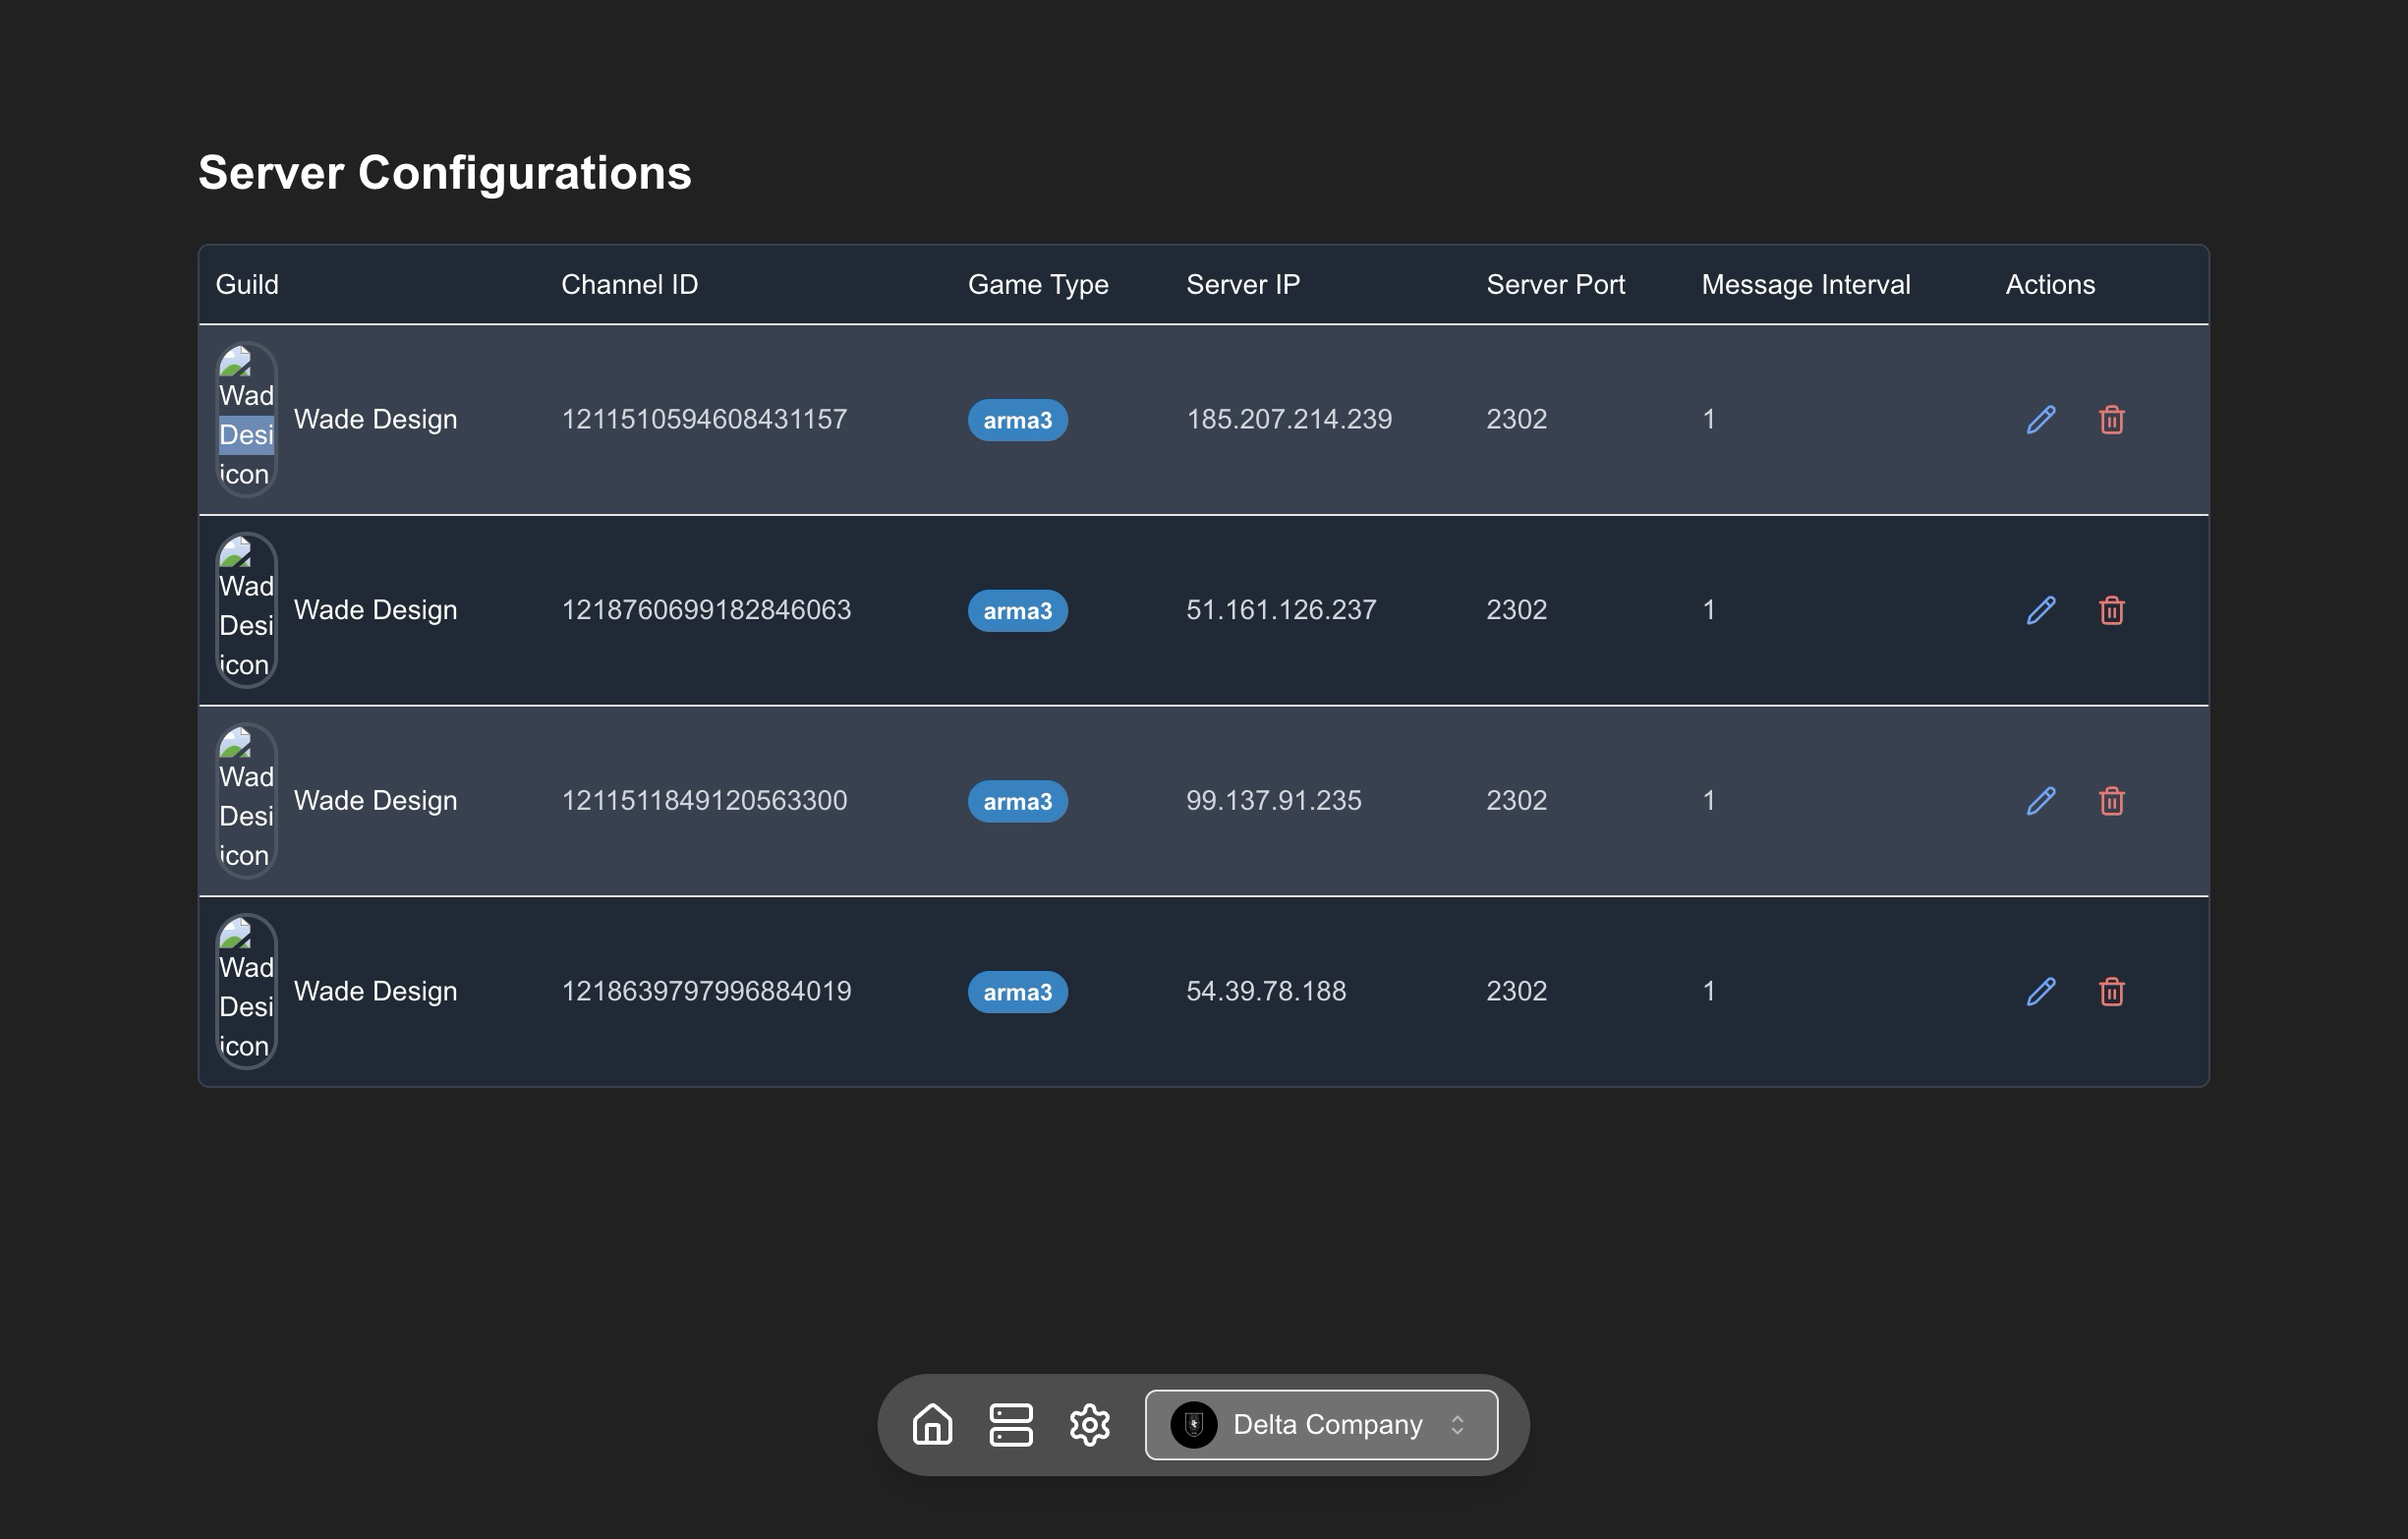 Server Configurations
Guild Channel ID Game Type Server IP Server Port Message Interval Actions
Wad
Desi
icon
Wade Design 1211510594608431157 arma3 185.207.214.239 2302 1
Wad
Desi
icon
Wade Design 1218760699182846063 arma3 51.161.126.237 2302 1
Wad
Desi
icon
Wade Design 1211511849120563300 arma3 99.137.91.235 2302 1
Wad
Desi
icon
Wade Design 1218639797996884019 arma3 54.39.78.188 2302 1
Delta Company